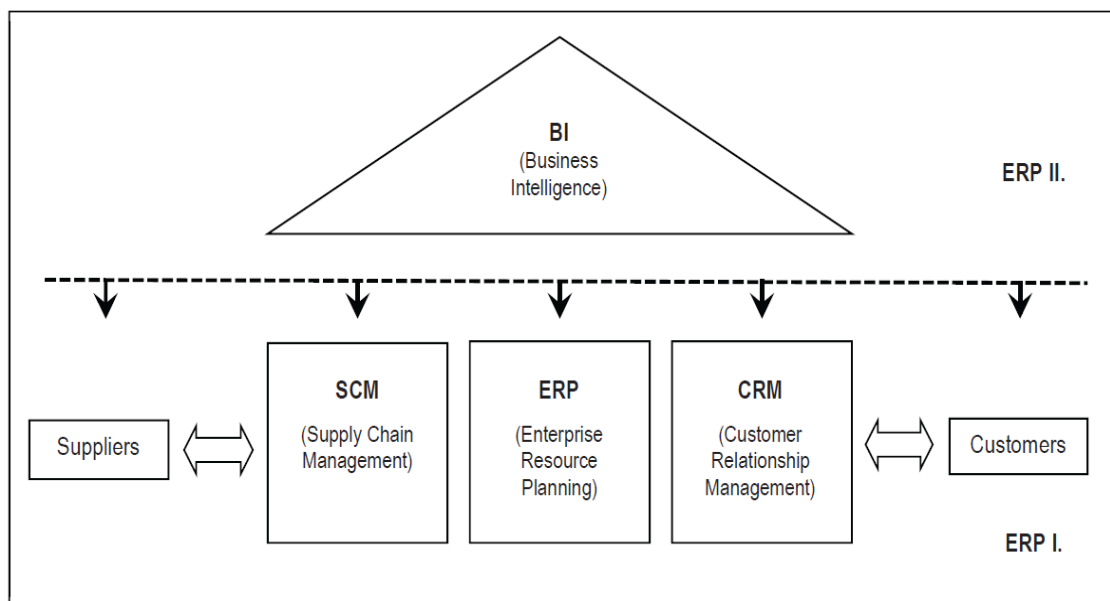 BI
(Business
Intelligence)
ERP II.
SCM
(Supply Chain
Management)
ERP
(Enterprise
Resource
Planning)
CRM
(Customer
Relationship
Management)
Suppliers
Customers
ERP I.